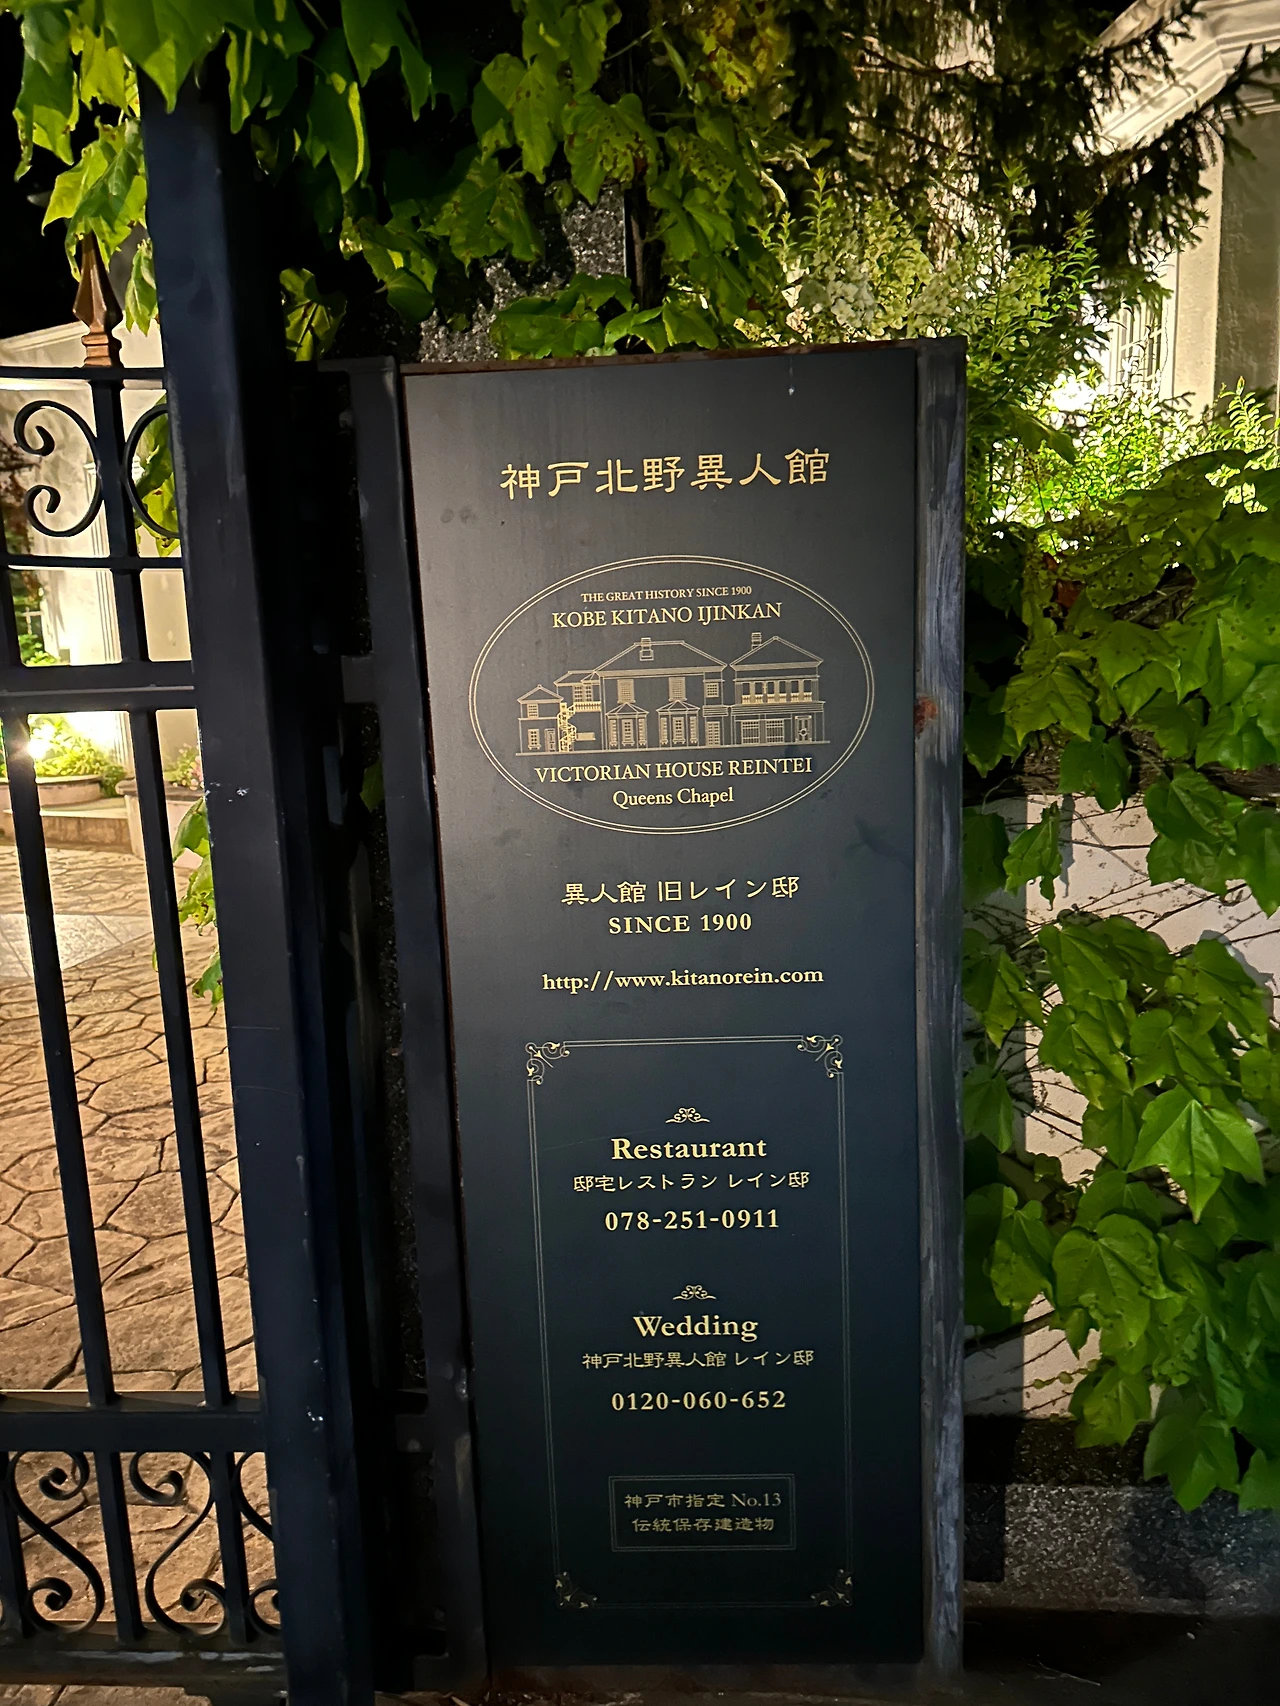 神戸北野異人館
THE GREAT HISTORY SINCE 1900
KOBE KITANO IJINKAN
VICTORIAN HOUSE REINTEI
Queens Chapel
異人館 旧レイン邸
SINCE 1900
http://www.kitanorein.com
Restaurant
邸宅レストラン レイン邸
078-251-0911
Wedding
神戸北野異人館 レイン邸
0120-060-652
神戸市指定 No.13
伝統保存建造物